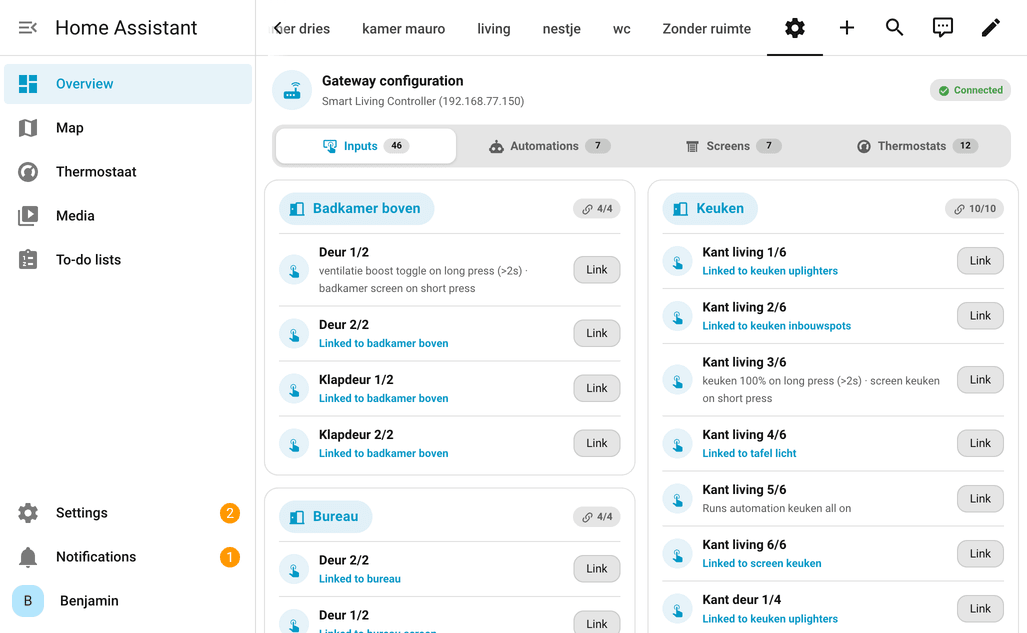 Home Assistant
Overview
Map
Thermostaat
Media
To-do lists
Settings
2
Notifications
1
B
Benjamin
dries
kamer mauro
living
nestje
wc
Zonder ruimte
Gateway configuration
Smart Living Controller (192.168.77.150)
Connected
Inputs 46
Automations 7
Screens 7
Thermostats 12
Badkamer boven
4/4
Deur 1/2
ventilatie boost toggle on long press (>2s) ·
badkamer screen on short press
Link
Deur 2/2
Linked to badkamer boven
Link
Klapdeur 1/2
Linked to badkamer boven
Link
Klapdeur 2/2
Linked to badkamer boven
Link
Bureau
4/4
Deur 2/2
Linked to bureau
Link
Deur 1/2
Linked to bureau screen
Link
Keuken
10/10
Kant living 1/6
Linked to keuken uplighters
Link
Kant living 2/6
Linked to keuken inbouwspots
Link
Kant living 3/6
keuken 100% on long press (>2s) · screen keuken
on short press
Link
Kant living 4/6
Linked to tafel licht
Link
Kant living 5/6
Runs automation keuken all on
Link
Kant living 6/6
Linked to screen keuken
Link
Kant deur 1/4
Linked to keuken uplighters
Link